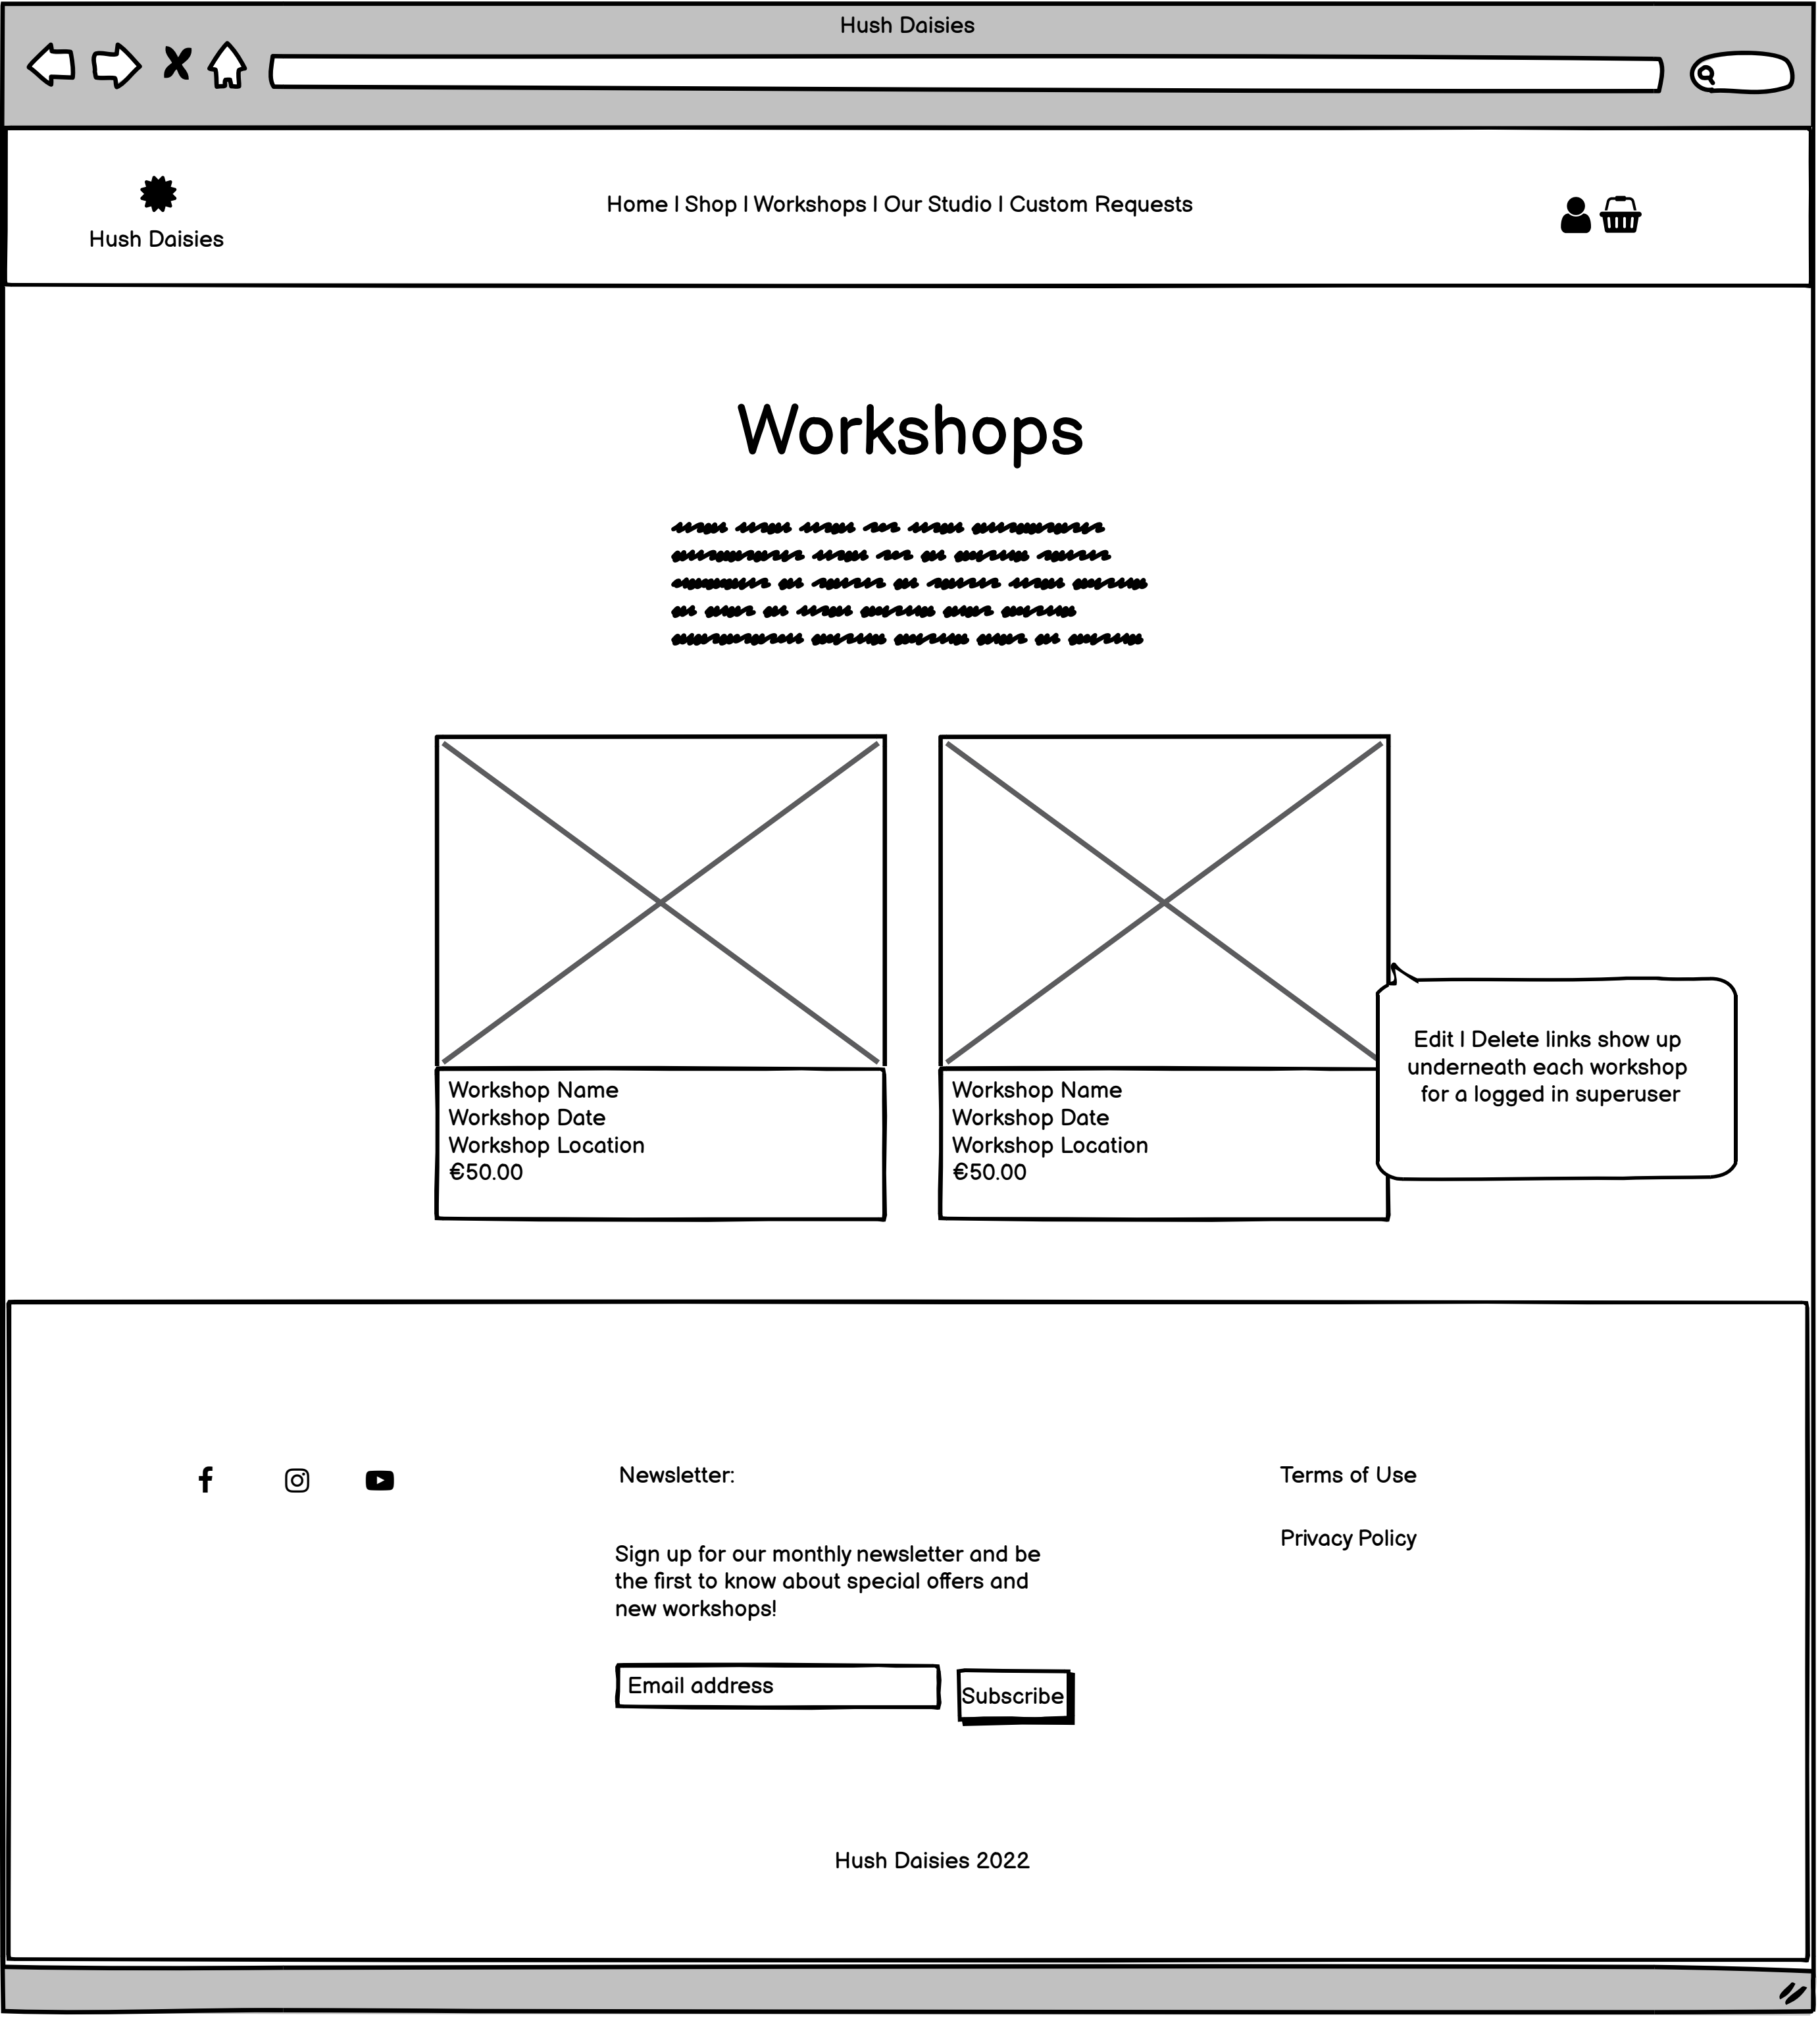 Hush Daisies
Hush Daisies
Home | Shop | Workshops | Our Studio | Custom Requests
Workshops
Workshop Name
Workshop Date
Workshop Location
€50.00
Workshop Name
Workshop Date
Workshop Location
€50.00
Edit | Delete links show up
underneath each workshop
for a logged in superuser
Newsletter:
Sign up for our monthly newsletter and be
the first to know about special offers and
new workshops!
Email address
Subscribe
Terms of Use
Privacy Policy
Hush Daisies 2022